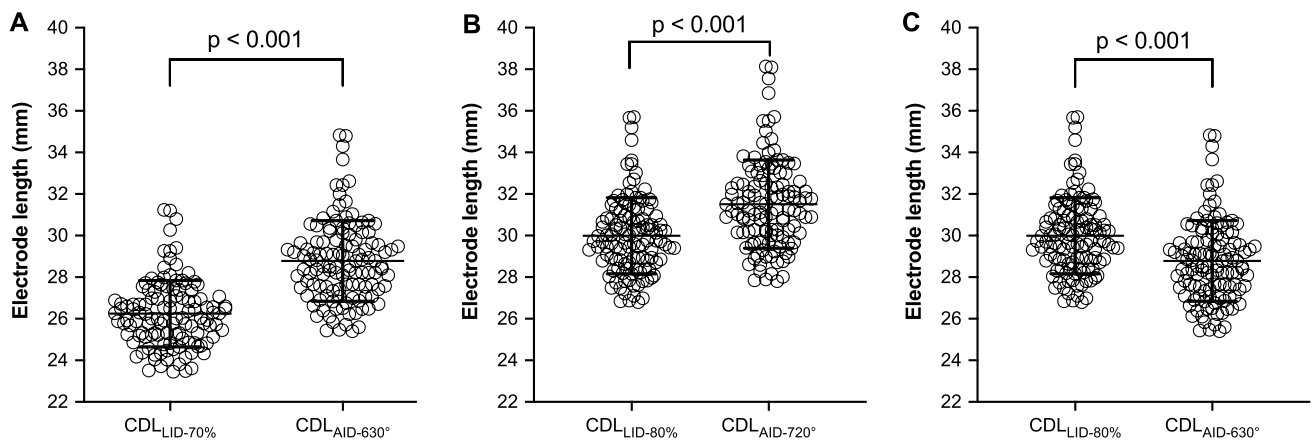 A
p < 0.001
Electrode length (mm)
40
38
36
34
32
30
28
26
24
22
CDLLID-70%
CDLAID-630°
B
p < 0.001
Electrode length (mm)
40
38
36
34
32
30
28
26
24
22
CDLLID-80%
CDLAID-720°
C
p < 0.001
Electrode length (mm)
40
38
36
34
32
30
28
26
24
22
CDLLID-80%
CDLAID-630°